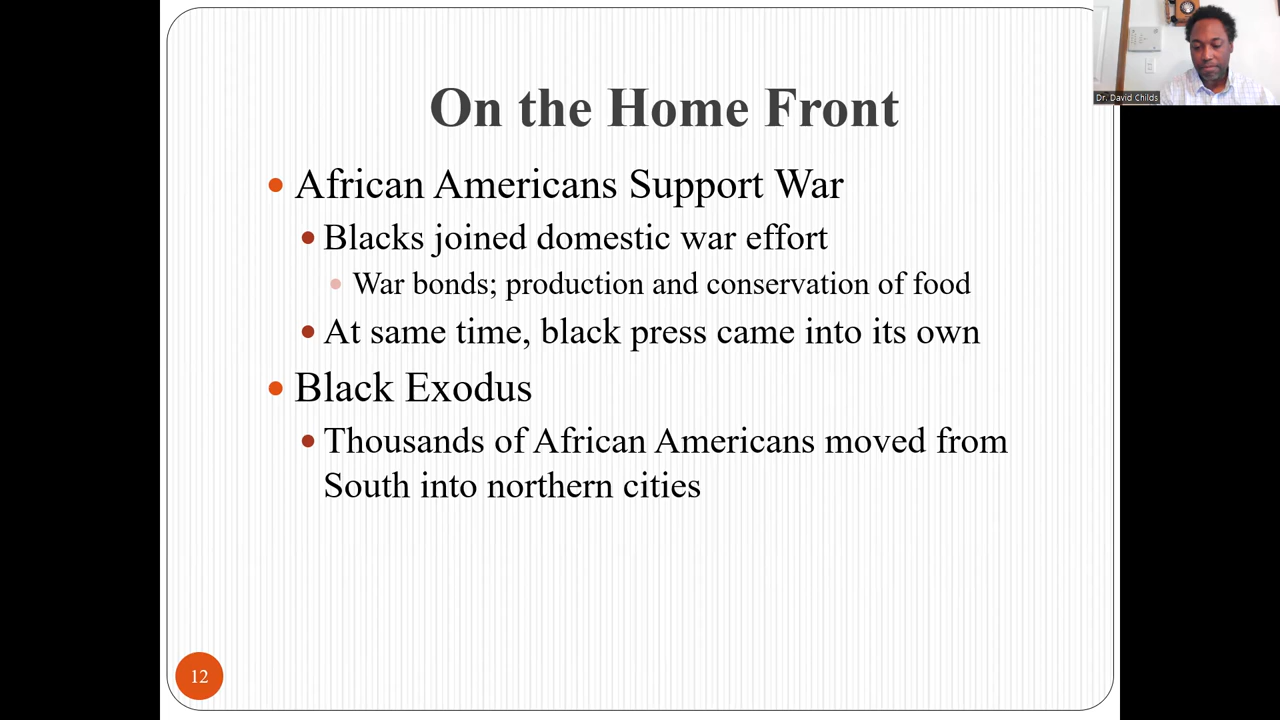 On the Home Front
African Americans Support War
Blacks joined domestic war effort
War bonds; production and conservation of food
At same time, black press came into its own
Black Exodus
Thousands of African Americans moved from
South into northern cities
12
Dr. David Childs